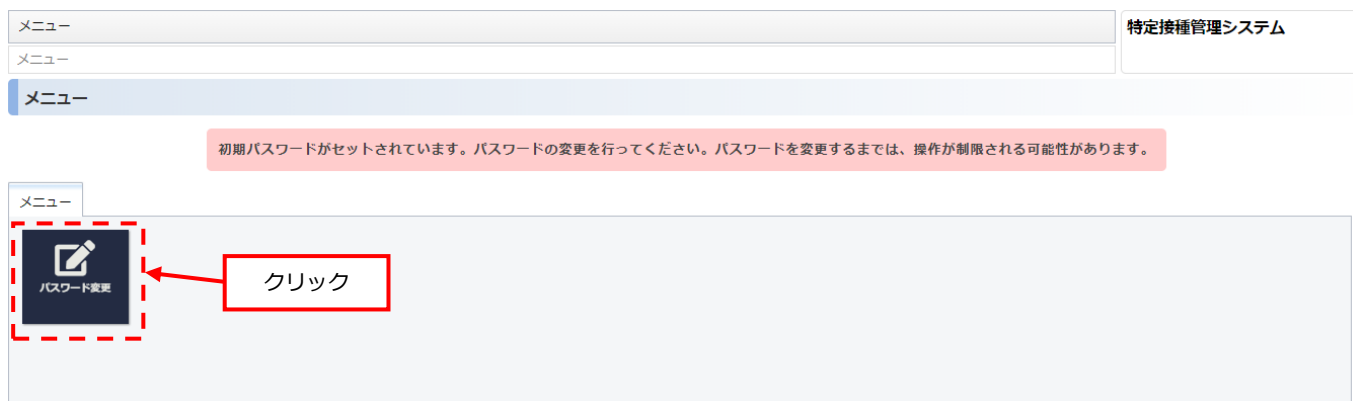 メニュー
特定接種管理システム
メニュー
メニュー
初期パスワードがセットされています。パスワードの変更を行ってください。パスワードを変更するまでは、操作が制限される可能性があります。
メニュー
パスワード変更
クリック